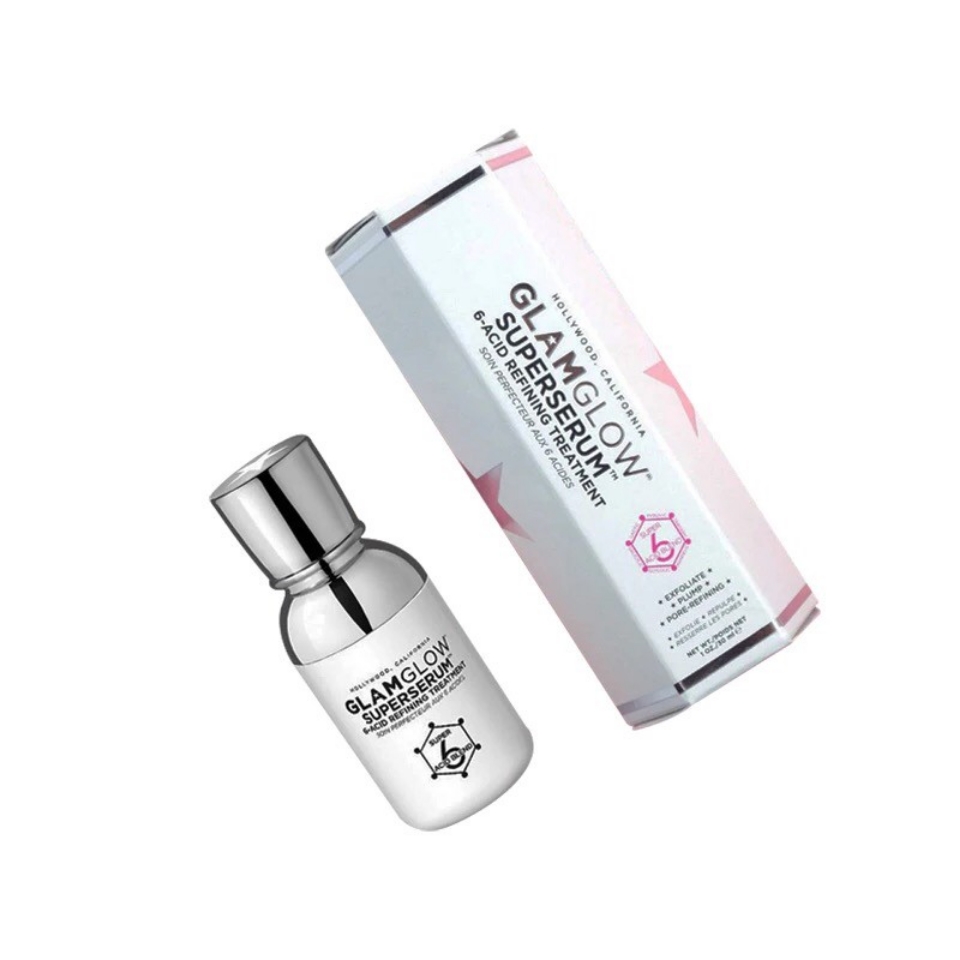 HOLLYWOOD, CALIFORNIA
GLAMGLOW®
SUPERSERUM™
6-ACID REFINING TREATMENT
SOIN PERFECTEUR AUX 6 ACIDES
SUPER
6
ACID BLEND
★ EXFOLIATE ★
★ PLUMP ★
★ PORE-REFINING ★
★ EXFOLIE ★ REPULPE ★
★ RESSERRE LES PORES ★
NET WT./POIDS NET
1 OZ./30 ml ℮
HOLLYWOOD, CALIFORNIA
GLAMGLOW
SUPERSERUM™
6-ACID REFINING TREATMENT
SOIN PERFECTEUR AUX 6 ACIDES
SUPER
6
ACID BLEND